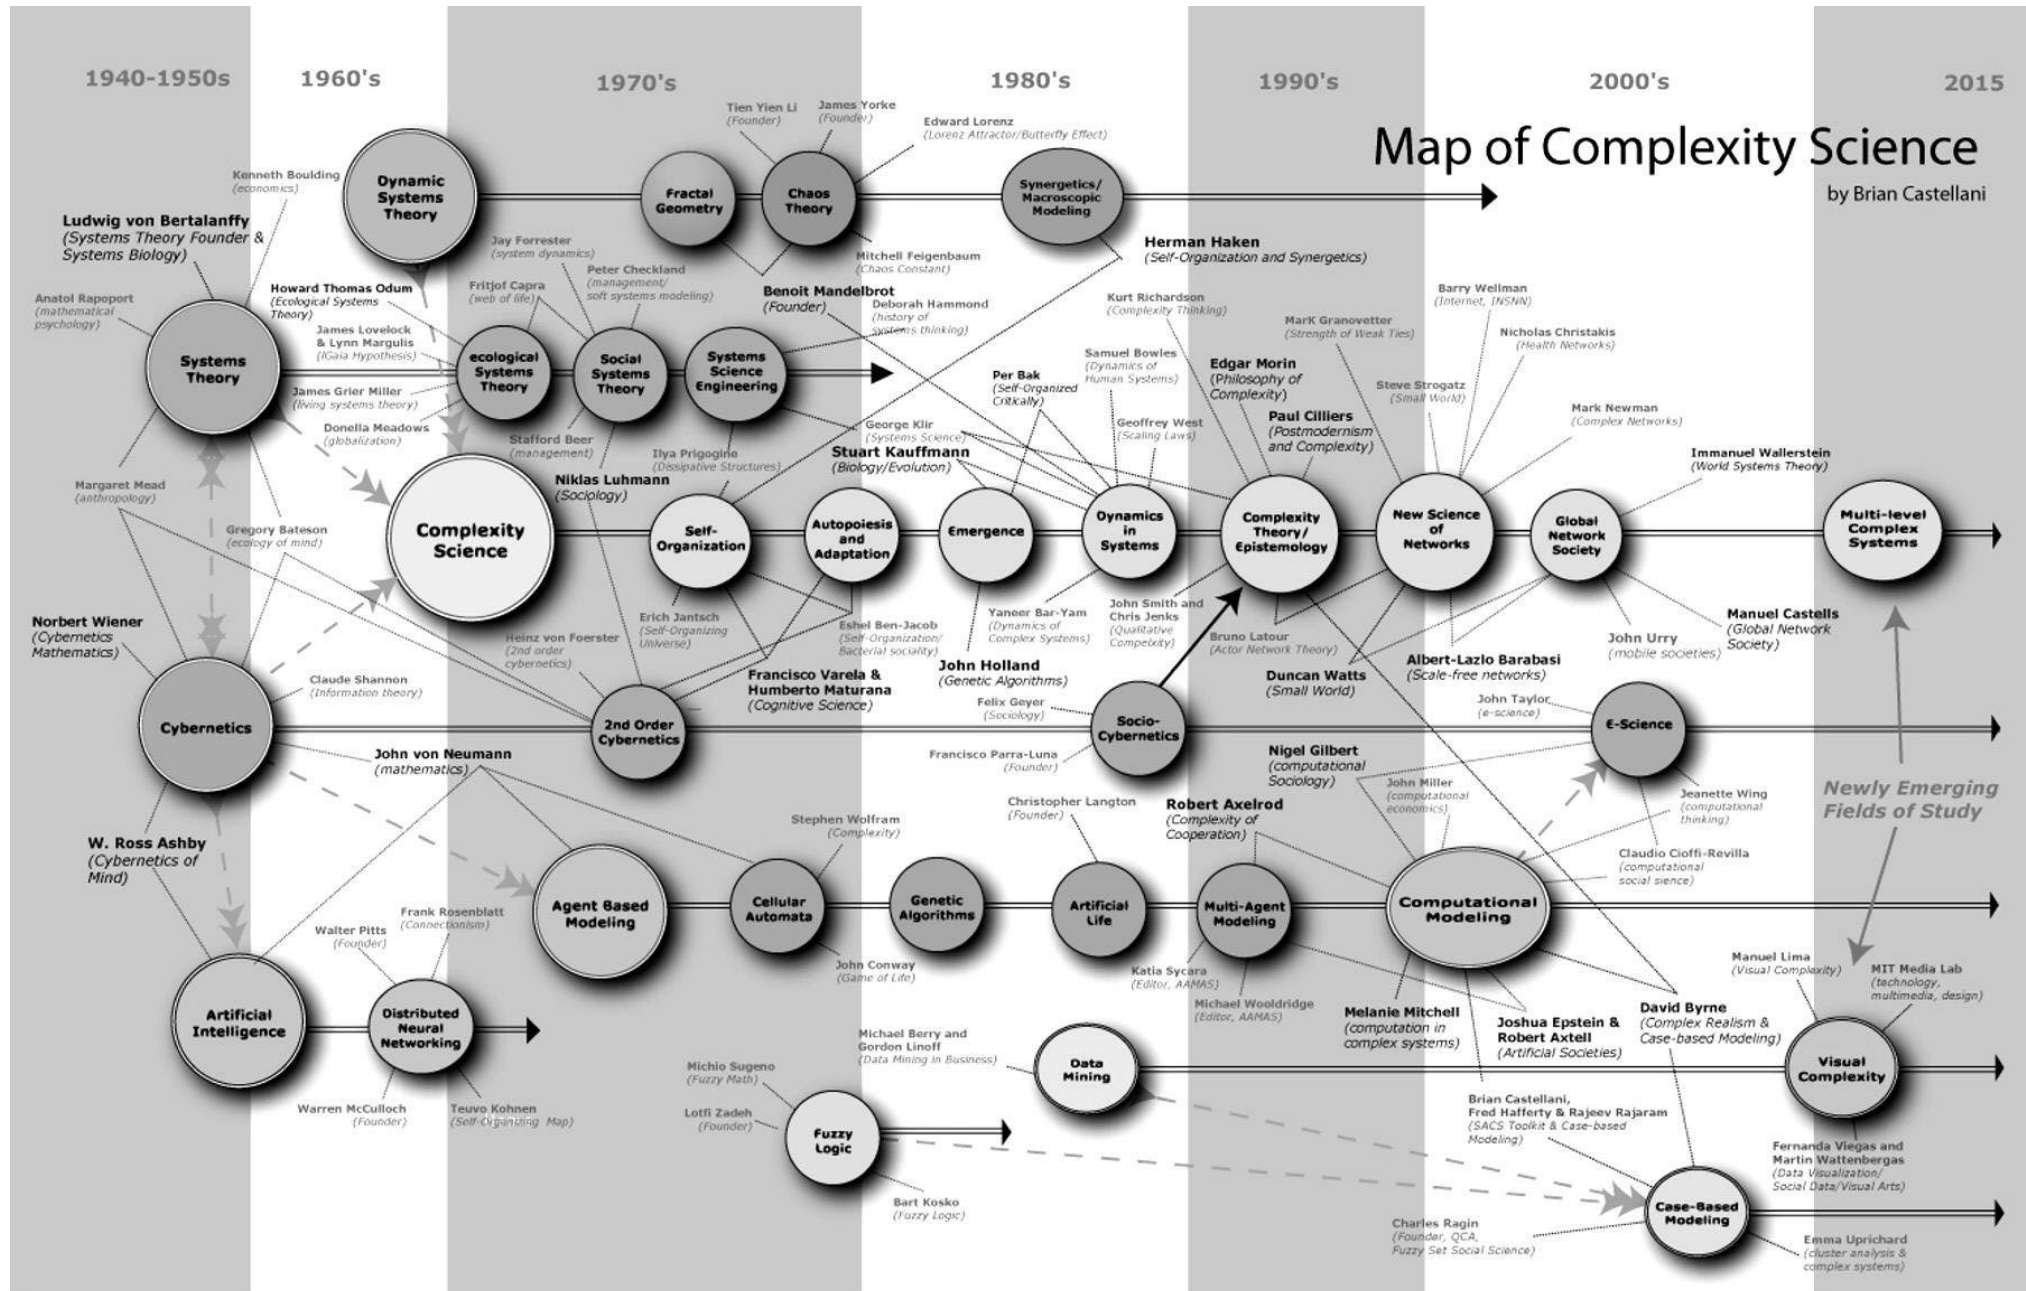 1940-1950s
1960's
1970's
1980's
1990's
2000's
2015
Map of Complexity Science
by Brian Castellani
Tien Yien Li
(Founder)
James Yorke
(Founder)
Edward Lorenz
(Lorenz Attractor/Butterfly Effect)
Kenneth Boulding
(economics)
Dynamic
Systems
Theory
Fractal
Geometry
Chaos
Theory
Synergetics/
Macroscopic
Modeling
Ludwig von Bertalanffy
(Systems Theory Founder &
Systems Biology)
Jay Forrester
(system dynamics)
Mitchell Feigenbaum
(Chaos Constant)
Herman Haken
(Self-Organization and Synergetics)
Peter Checkland
(management/
soft systems modeling)
Howard Thomas Odum
(Ecological Systems
Theory)
Fritjof Capra
(web of life)
Benoit Mandelbrot
(Founder)
Deborah Hammond
(history of
systems thinking)
Kurt Richardson
(Complexity Thinking)
Barry Wellman
(Internet, INSNN)
Anatol Rapoport
(mathematical
psychology)
James Lovelock
& Lynn Margulis
(IGaia Hypothesis)
MarK Granovetter
(Strength of Weak Ties)
Nicholas Christakis
(Health Networks)
Systems
Theory
ecological
Systems
Theory
Social
Systems
Theory
Systems
Science
Engineering
Samuel Bowles
(Dynamics of
Human Systems)
Edgar Morin
(Philosophy of
Complexity)
Per Bak
(Self-Organized
Critically)
Steve Strogatz
(Small World)
James Grier Miller
(living systems theory)
Mark Newman
(Complex Networks)
Paul Cilliers
(Postmodernism
and Complexity)
Donella Meadows
(globalization)
Stafford Beer
(management)
George Klir
(Systems Science)
Geoffrey West
(Scaling Laws)
Ilya Prigogine
(Dissipative Structures)
Stuart Kauffmann
(Biology/Evolution)
Immanuel Wallerstein
(World Systems Theory)
Niklas Luhmann
(Sociology)
Margaret Mead
(anthropology)
Gregory Bateson
(ecology of mind)
Complexity
Science
Self-
Organization
Autopoiesis
and
Adaptation
Emergence
Dynamics
in
Systems
Complexity
Theory/
Epistemology
New Science
of
Networks
Global
Network
Society
Multi-level
Complex
Systems
Norbert Wiener
(Cybernetics
Mathematics)
Heinz von Foerster
(2nd order
cybernetics)
Erich Jantsch
(Self-Organizing
Universe)
Eshel Ben-Jacob
(Self-Organization/
Bacterial sociality)
Yaneer Bar-Yam
(Dynamics of
Complex Systems)
John Smith and
Chris Jenks
(Qualitative
Compelxity)
Bruno Latour
(Actor Network Theory)
John Urry
(mobile societies)
Manuel Castells
(Global Network
Society)
John Holland
(Genetic Algorithms)
Francisco Varela &
Humberto Maturana
(Cognitive Science)
Duncan Watts
(Small World)
Albert-Lazlo Barabasi
(Scale-free networks)
Claude Shannon
(Information theory)
Felix Geyer
(Sociology)
John Taylor
(e-science)
Cybernetics
2nd Order
Cybernetics
Socio-
Cybernetics
E-Science
John von Neumann
(mathematics)
Francisco Parra-Luna
(Founder)
Nigel Gilbert
(computational
Sociology)
John Miller
(computational
economics)
Jeanette Wing
(computational
thinking)
Newly Emerging
Fields of Study
Christopher Langton
(Founder)
Robert Axelrod
(Complexity of
Cooperation)
Stephen Wolfram
(Complexity)
W. Ross Ashby
(Cybernetics of
Mind)
Claudio Cioffi-Revilla
(computational
social sience)
Agent Based
Modeling
Cellular
Automata
Genetic
Algorithms
Artificial
Life
Multi-Agent
Modeling
Computational
Modeling
Frank Rosenblatt
(Connectionism)
Walter Pitts
(Founder)
John Conway
(Game of Life)
Katia Sycara
(Editor, AAMAS)
Michael Wooldridge
(Editor, AAMAS)
Manuel Lima
(Visual Complexity)
MIT Media Lab
(technology,
multimedia, design)
Melanie Mitchell
(computation in
complex systems)
Joshua Epstein &
Robert Axtell
(Artificial Societies)
David Byrne
(Complex Realism &
Case-based Modeling)
Artificial
Intelligence
Distributed
Neural
Networking
Michael Berry and
Gordon Linoff
(Data Mining in Business)
Data
Mining
Visual
Complexity
Michio Sugeno
(Fuzzy Math)
Lotfi Zadeh
(Founder)
Warren McCulloch
(Founder)
Teuvo Kohnen
(Self-Organizing Map)
Fuzzy
Logic
Brian Castellani,
Fred Hafferty & Rajeev Rajaram
(SACS Toolkit & Case-based
Modeling)
Fernanda Viegas and
Martin Wattenbergas
(Data Visualization/
Social Data/Visual Arts)
Bart Kosko
(Fuzzy Logic)
Case-Based
Modeling
Charles Ragin
(Founder, QCA,
Fuzzy Set Social Science)
Emma Uprichard
(cluster analysis &
complex systems)